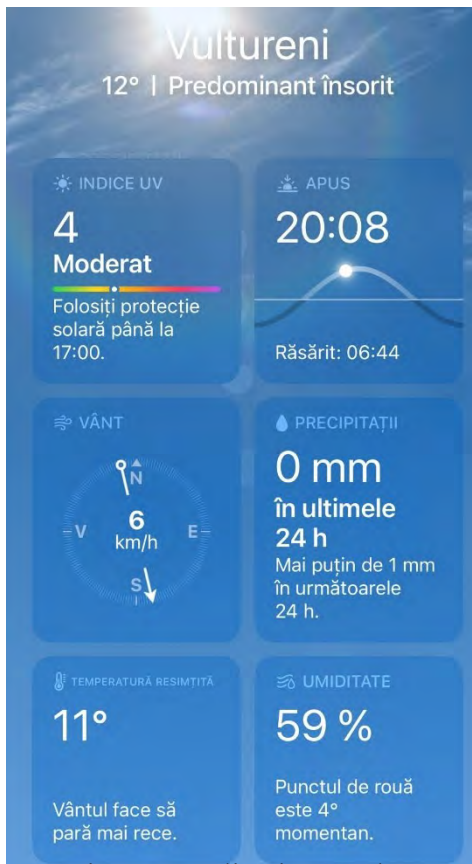 Vultureni
12° | Predominant însorit
INDICE UV
4
Moderat
Folosiți protecție
solară până la
17:00.
APUS
20:08
Răsărit: 06:44
VÂNT
N
V
6
km/h
E
S
PRECIPITAȚII
0 mm
în ultimele
24 h
Mai puțin de 1 mm
în următoarele
24 h.
TEMPERATURĂ RESIMȚITĂ
11°
Vântul face să
pară mai rece.
UMIDITATE
59 %
Punctul de rouă
este 4°
momentan.